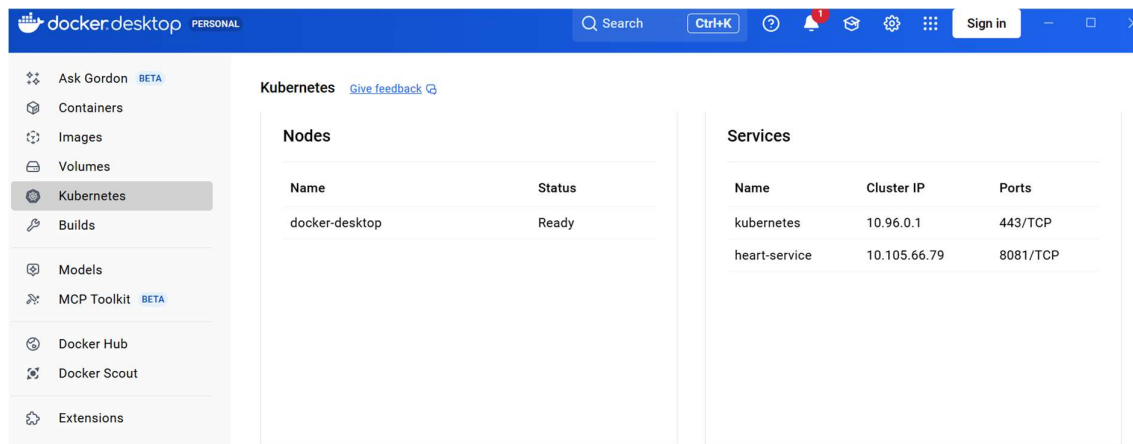 docker.desktop PERSONAL Search Ctrl+K 1 Sign in
Ask Gordon BETA
Containers
Images
Volumes
Kubernetes
Builds
Models
MCP Toolkit BETA
Docker Hub
Docker Scout
Extensions
Kubernetes Give feedback
Nodes
Name Status
docker-desktop Ready
Services
Name Cluster IP Ports
kubernetes 10.96.0.1 443/TCP
heart-service 10.105.66.79 8081/TCP